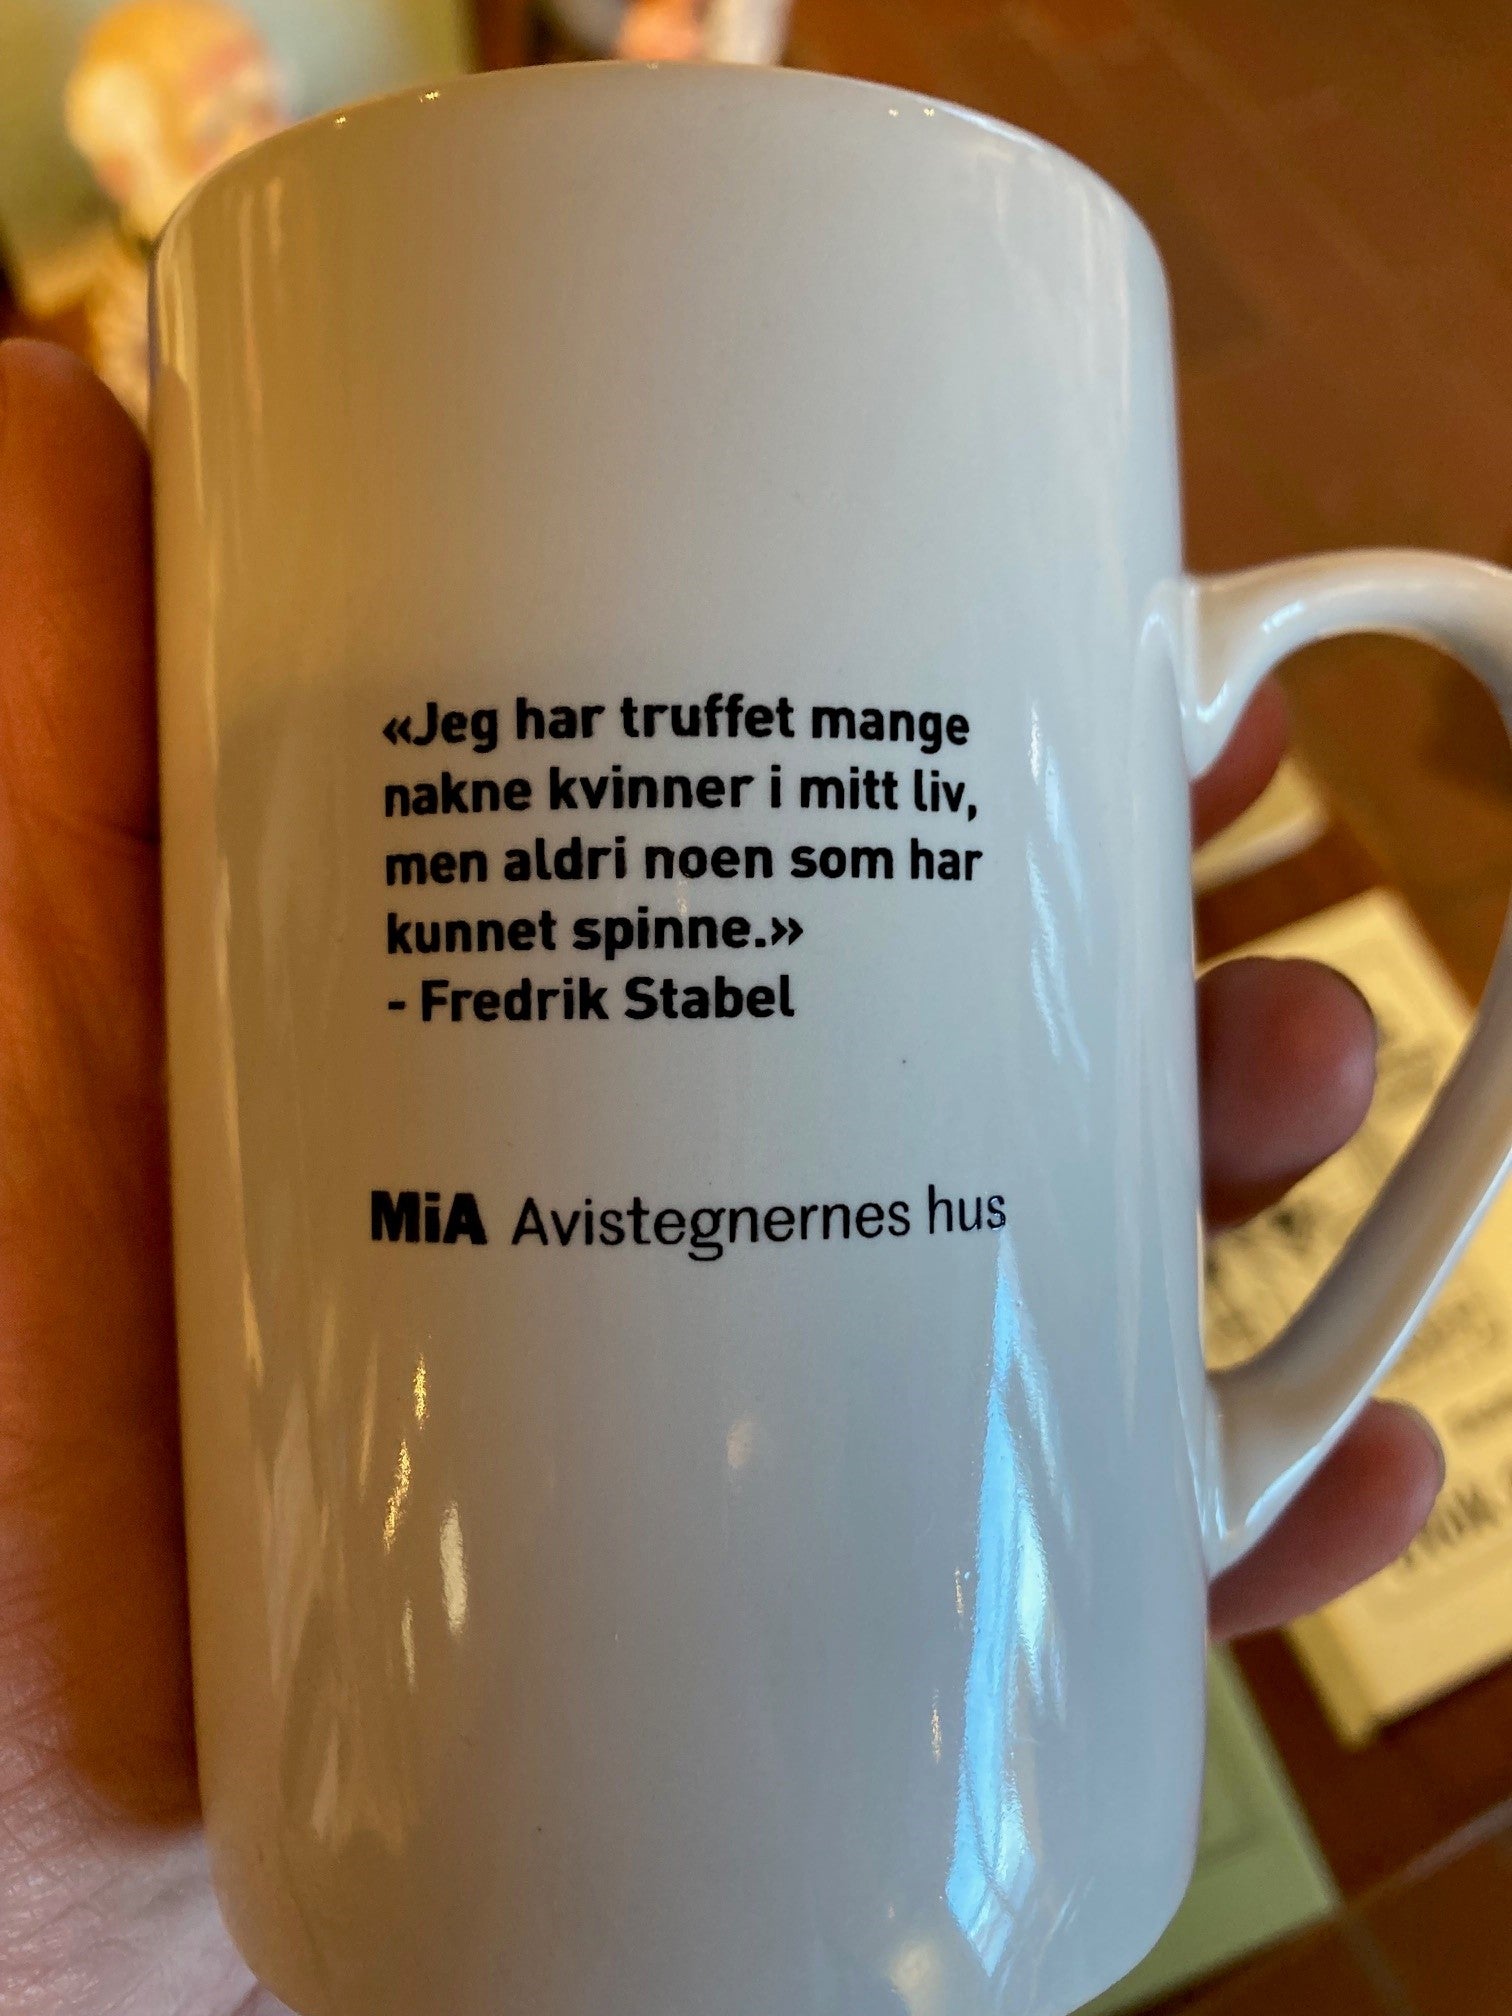 «Jeg har truffet mange
nakne kvinner i mitt liv,
men aldri noen som har
kunnet spinne.»
- Fredrik Stabel
MiA Avistegnernes hus